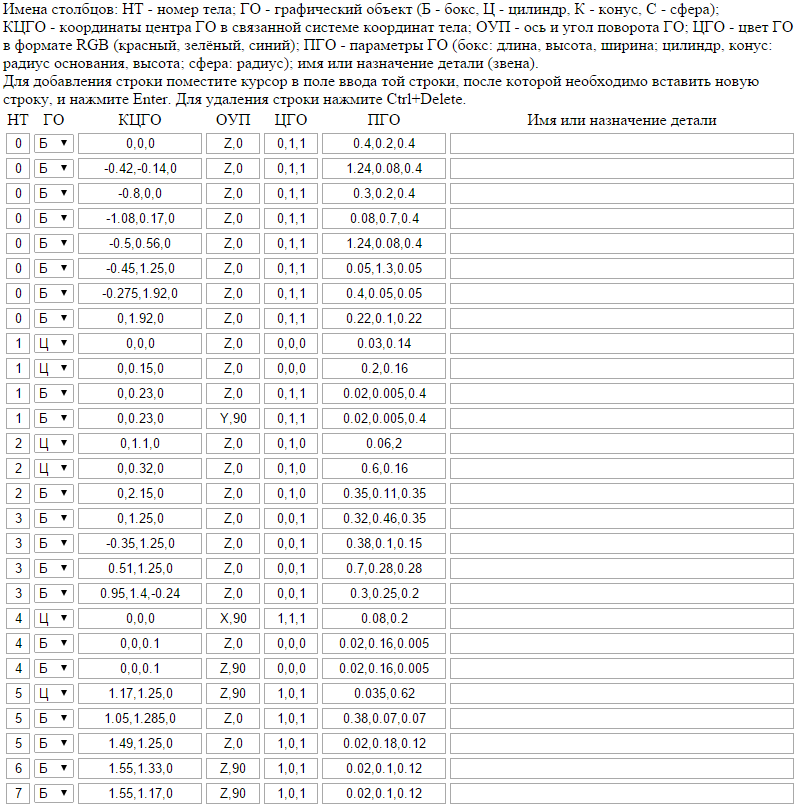 Имена столбцов: НТ - номер тела; ГО - графический объект (Б - бокс, Ц - цилиндр, К - конус, С - сфера);
КЦГО - координаты центра ГО в связанной системе координат тела; ОУП - ось и угол поворота ГО; ЦГО - цвет ГО
в формате RGB (красный, зелёный, синий); ПГО - параметры ГО (бокс: длина, высота, ширина; цилиндр, конус:
радиус основания, высота; сфера: радиус); имя или название детали (звена).
Для добавления строки поместите курсор в поле ввода той строки, после которой необходимо вставить новую
строку, и нажмите Enter. Для удаления строки нажмите Ctrl+Delete.
НТ ГО КЦГО ОУП ЦГО ПГО Имя или назначение детали
0 Б 0,0,0 Z,0 0,1,1 0.4,0.2,0.4
0 Б -0.42,-0.14,0 Z,0 0,1,1 1.24,0.08,0.4
0 Б -0.8,0,0 Z,0 0,1,1 0.3,0.2,0.4
0 Б -1.08,0.17,0 Z,0 0,1,1 0.08,0.7,0.4
0 Б -0.5,0.56,0 Z,0 0,1,1 1.24,0.08,0.4
0 Б -0.45,1.25,0 Z,0 0,1,1 0.05,1.3,0.05
0 Б -0.275,1.92,0 Z,0 0,1,1 0.4,0.05,0.05
0 Б 0,1.92,0 Z,0 0,1,1 0.22,0.1,0.22
1 Ц 0,0,0 Z,0 0,0,0 0.03,0.14
1 Ц 0,0.15,0 Z,0 0,0,0 0.2,0.16
1 Б 0,0.23,0 Z,0 0,1,1 0.02,0.005,0.4
1 Б 0,0.23,0 Y,90 0,1,1 0.02,0.005,0.4
2 Ц 0,1.1,0 Z,0 0,1,0 0.06,2
2 Ц 0,0.32,0 Z,0 0,1,0 0.6,0.16
2 Б 0,2.15,0 Z,0 0,1,0 0.35,0.11,0.35
3 Б 0,1.25,0 Z,0 0,0,1 0.32,0.46,0.35
3 Б -0.35,1.25,0 Z,0 0,0,1 0.38,0.1,0.15
3 Б 0.51,1.25,0 Z,0 0,0,1 0.7,0.28,0.28
3 Б 0.95,1.4,-0.24 Z,0 0,0,1 0.3,0.25,0.2
4 Ц 0,0,0 X,90 1,1,1 0.08,0.2
4 Б 0,0,0.1 Z,0 0,0,0 0.02,0.16,0.005
4 Б 0,0,0.1 Z,90 0,0,0 0.02,0.16,0.005
5 Ц 1.17,1.25,0 Z,90 1,0,1 0.035,0.62
5 Б 1.05,1.285,0 Z,0 1,0,1 0.38,0.07,0.07
5 Б 1.49,1.25,0 Z,0 1,0,1 0.02,0.18,0.12
6 Б 1.55,1.33,0 Z,90 1,0,1 0.02,0.1,0.12
7 Б 1.55,1.17,0 Z,90 1,0,1 0.02,0.1,0.12